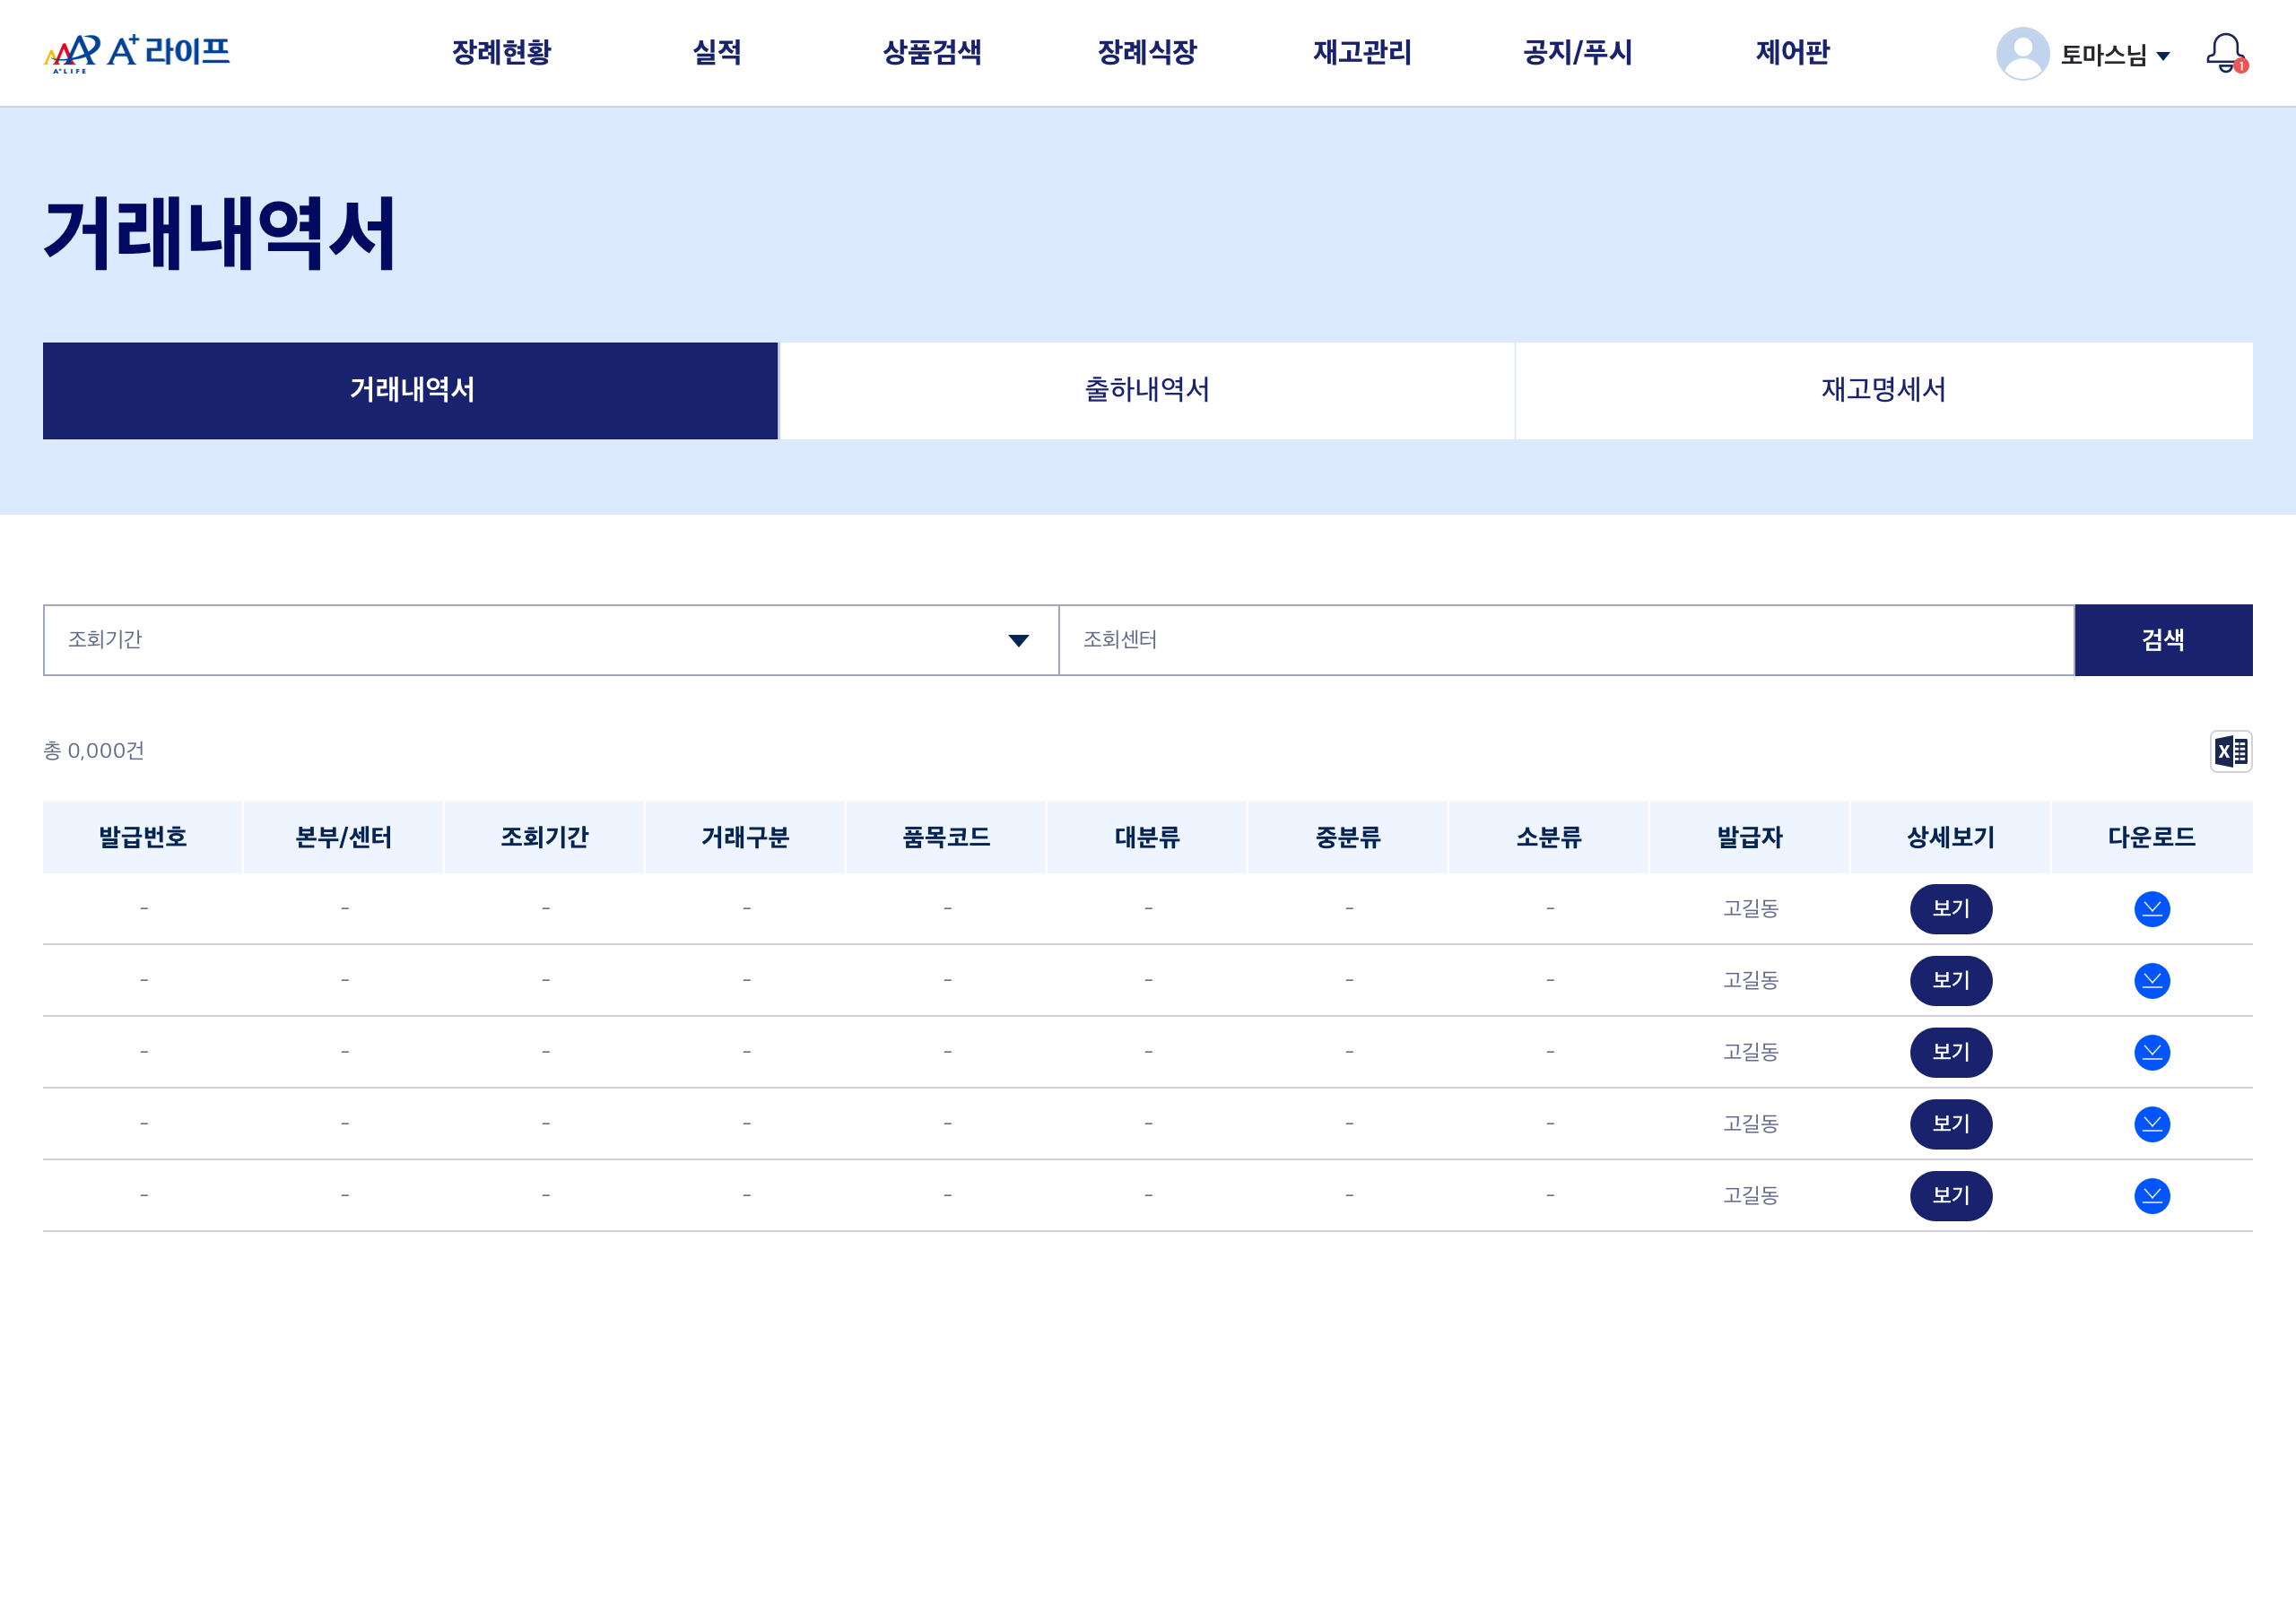 A+LIFE A+ 라이프 장례현황 실적 상품검색 장례식장 재고관리 공지/푸시 제어판 토마스님 1
거래내역서
거래내역서 출하내역서 재고명세서
조회기간 조회센터 검색
총 0,000건 X
발급번호 본부/센터 조회기간 거래구분 품목코드 대분류 중분류 소분류 발급자 상세보기 다운로드
- - - - - - - - 고길동 보기
- - - - - - - - 고길동 보기
- - - - - - - - 고길동 보기
- - - - - - - - 고길동 보기
- - - - - - - - 고길동 보기